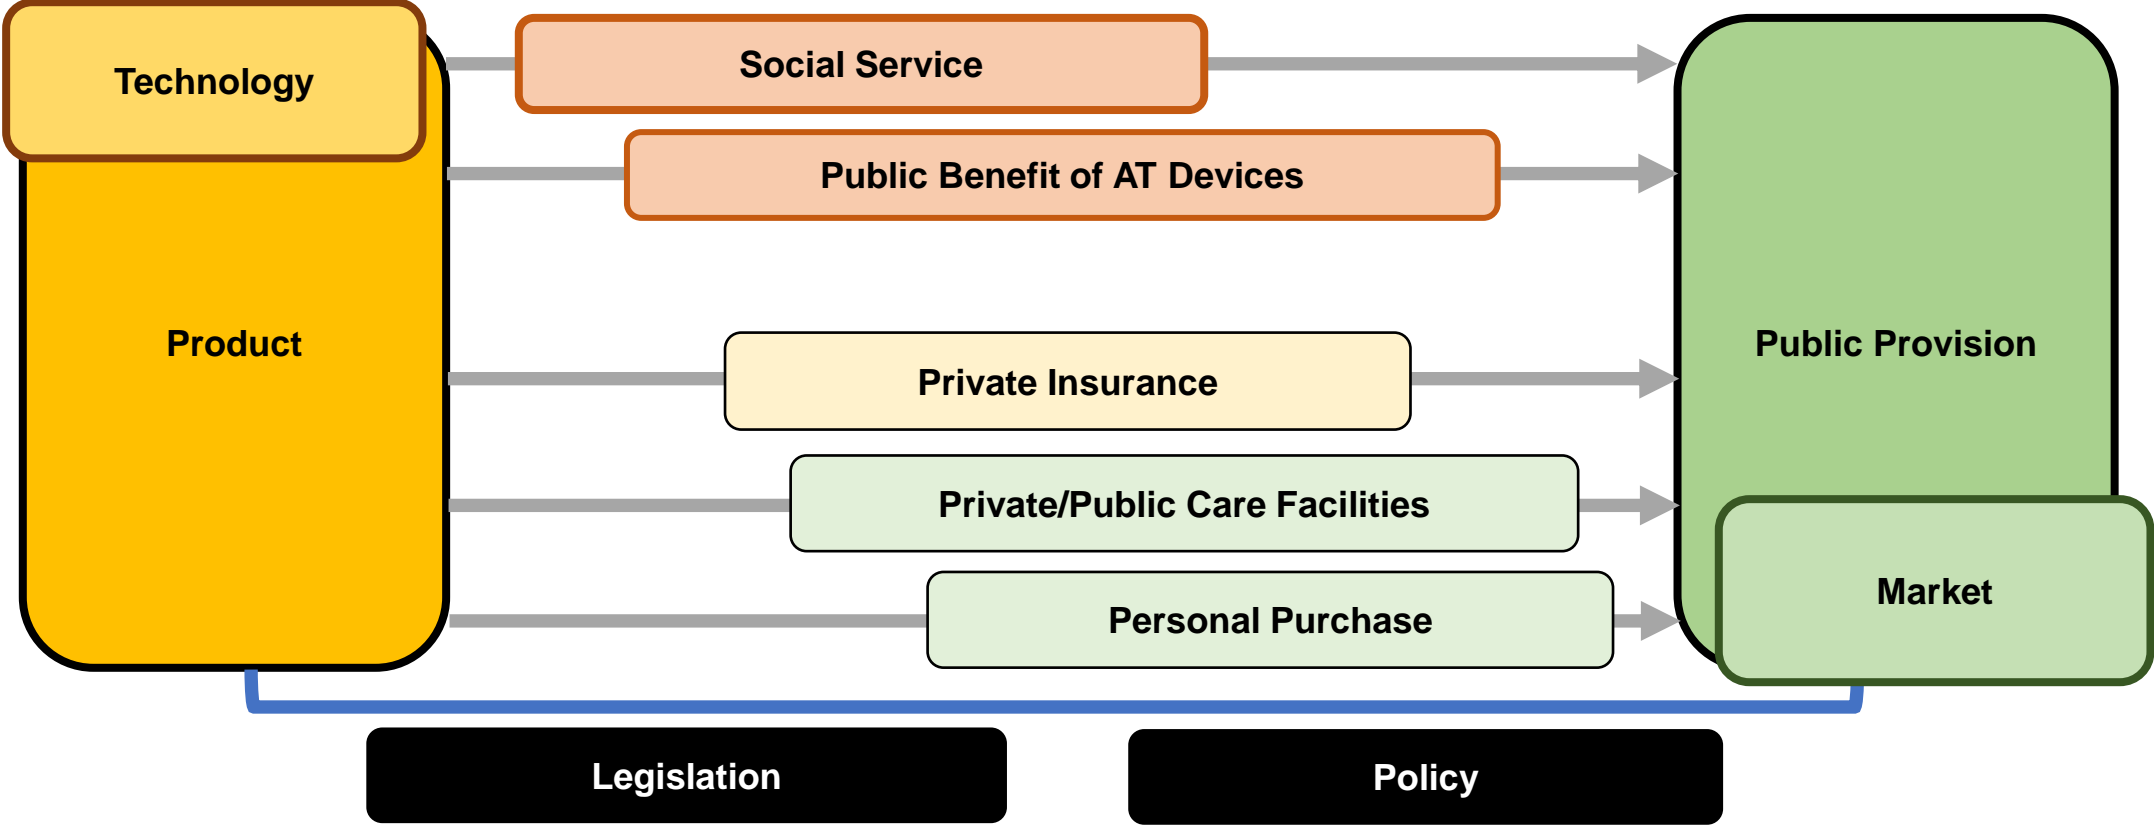 Technology
Social Service
Public Benefit of AT Devices
Product
Public Provision
Private Insurance
Private/Public Care Facilities
Market
Personal Purchase
Legislation
Policy